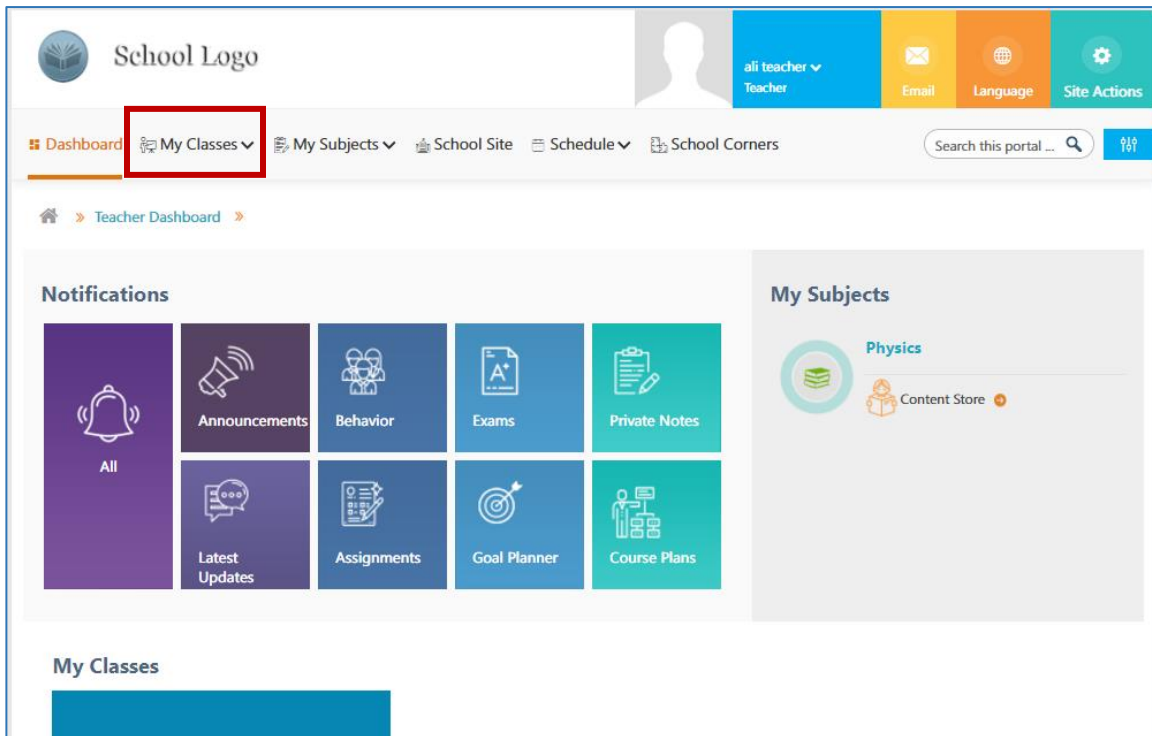 School Logo
ali teacher
Teacher
Email
Language
Site Actions
Dashboard
My Classes
My Subjects
School Site
Schedule
School Corners
Search this portal ...
» Teacher Dashboard »
Notifications
All
Announcements
Behavior
Exams
Private Notes
Latest
Updates
Assignments
Goal Planner
Course Plans
My Subjects
Physics
Content Store
My Classes